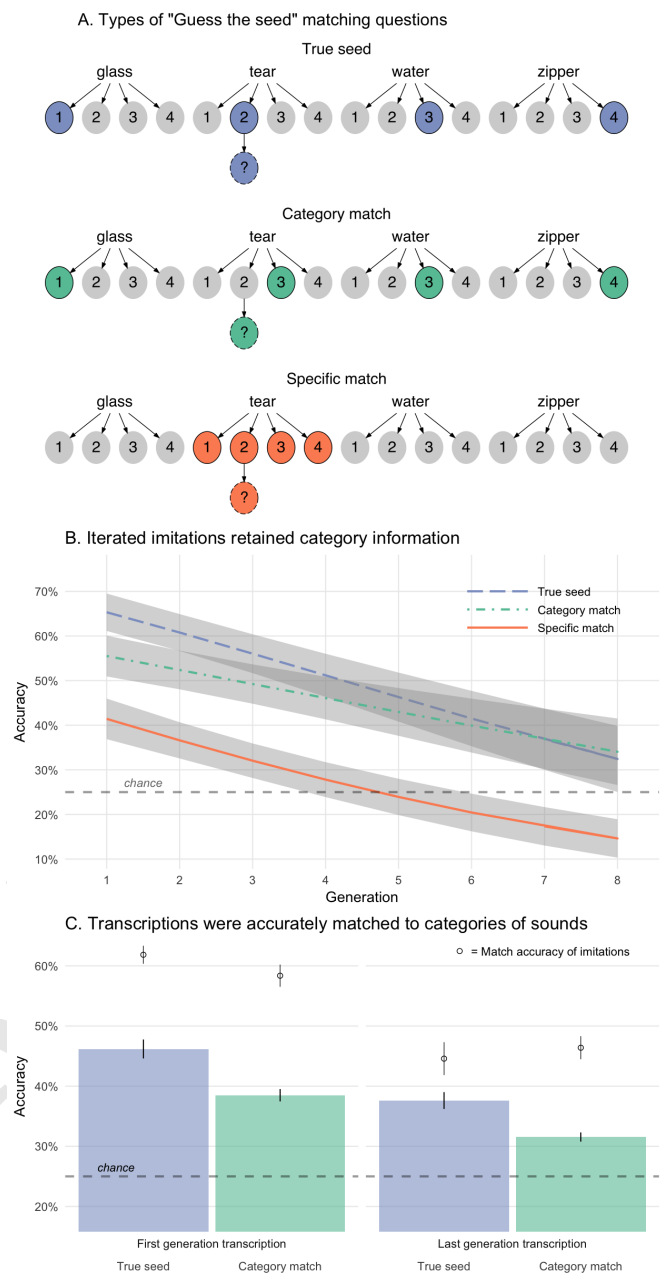 A. Types of "Guess the seed" matching questions
True seed
glass tear water zipper
1 2 3 4 1 2 3 4 1 2 3 4 1 2 3 4
?
Category match
glass tear water zipper
1 2 3 4 1 2 3 4 1 2 3 4 1 2 3 4
?
Specific match
glass tear water zipper
1 2 3 4 1 2 3 4 1 2 3 4 1 2 3 4
?
B. Iterated imitations retained category information
70%
60%
50%
40%
30%
20%
10%
Accuracy
True seed
Category match
Specific match
chance
1 2 3 4 5 6 7 8
Generation
C. Transcriptions were accurately matched to categories of sounds
= Match accuracy of imitations
60%
50%
40%
30%
20%
Accuracy
chance
First generation transcription Last generation transcription
True seed Category match True seed Category match